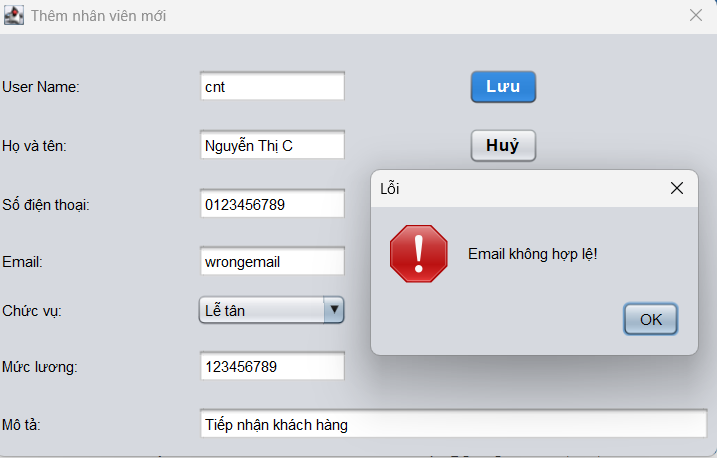 Thêm nhân viên mới
User Name:
cnt
Lưu
Họ và tên:
Nguyễn Thị C
Huỷ
Số điện thoại:
0123456789
Lỗi
Email không hợp lệ!
OK
Email:
wrongemail
Chức vụ:
Lễ tân
Mức lương:
123456789
Mô tả:
Tiếp nhận khách hàng